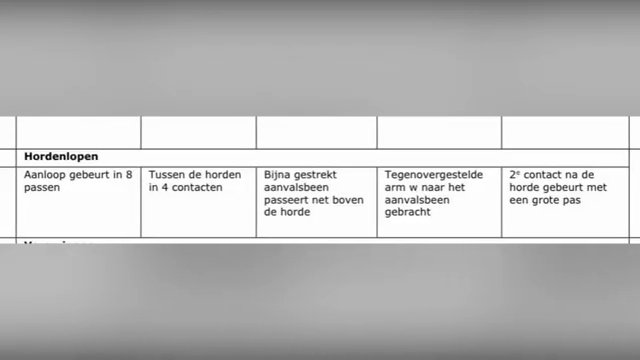 Hordenlopen
Aanloop gebeurt in 8
passen
Tussen de horden
in 4 contacten
Bijna gestrekt
aanvalsbeen
passeert net boven
de horde
Tegenovergestelde
arm w naar het
aanvalsbeen
gebracht
2e contact na de
horde gebeurt met
een grote pas